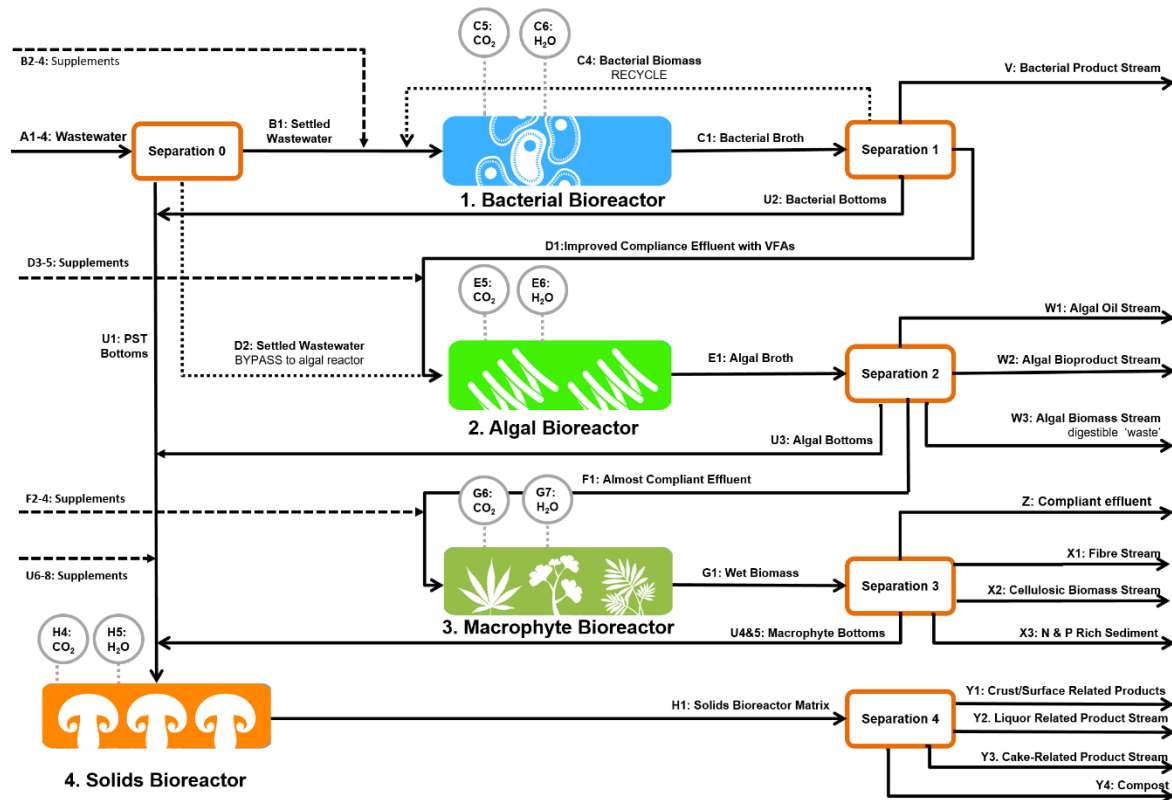 C5:
CO2
C6:
H2O
C4: Bacterial Biomass
RECYCLE
V: Bacterial Product Stream
B2-4: Supplements
A1-4: Wastewater
Separation 0
B1: Settled
Wastewater
C1: Bacterial Broth
Separation 1
1. Bacterial Bioreactor
U2: Bacterial Bottoms
D1:Improved Compliance Effluent with VFAs
D3-5: Supplements
E5:
CO2
E6:
H2O
W1: Algal Oil Stream
U1: PST
Bottoms
D2: Settled Wastewater
BYPASS to algal reactor
E1: Algal Broth
Separation 2
W2: Algal Bioproduct Stream
W3: Algal Biomass Stream
digestible 'waste'
2. Algal Bioreactor
U3: Algal Bottoms
F1: Almost Compliant Effluent
F2-4: Supplements
G6:
CO2
G7:
H2O
Z: Compliant effluent
U6-8: Supplements
G1: Wet Biomass
Separation 3
X1: Fibre Stream
X2: Cellulosic Biomass Stream
3. Macrophyte Bioreactor
U4&5: Macrophyte Bottoms
X3: N & P Rich Sediment
H4:
CO2
H5:
H2O
H1: Solids Bioreactor Matrix
Separation 4
Y1: Crust/Surface Related Products
Y2. Liquor Related Product Stream
Y3. Cake-Related Product Stream
Y4: Compost
4. Solids Bioreactor